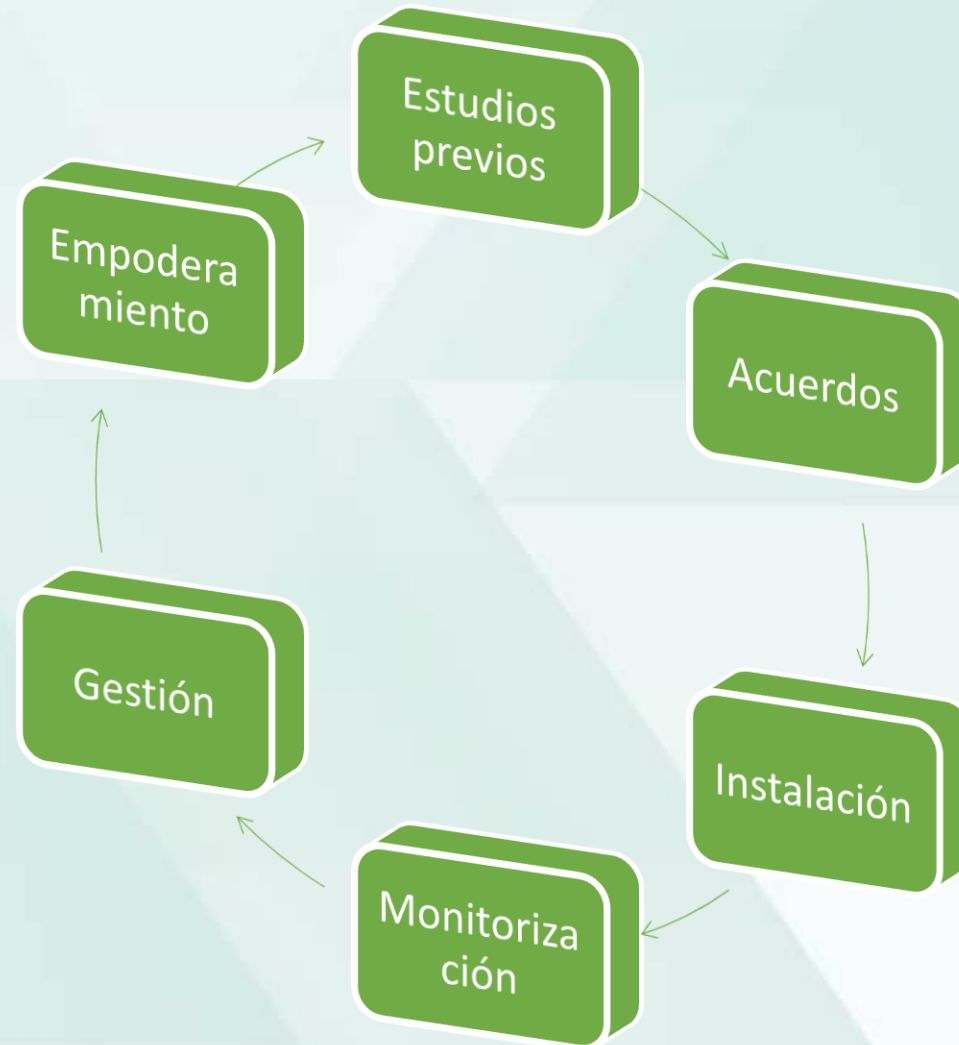 Estudios
previos
Acuerdos
Instalación
Monitoriza
ción
Gestión
Empodera
miento